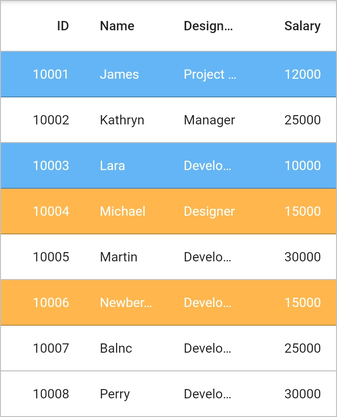 ID Name Design... Salary
10001 James Project ... 12000
10002 Kathryn Manager 25000
10003 Lara Develo... 10000
10004 Michael Designer 15000
10005 Martin Develo... 30000
10006 Newber... Develo... 15000
10007 Balnc Develo... 25000
10008 Perry Develo... 30000